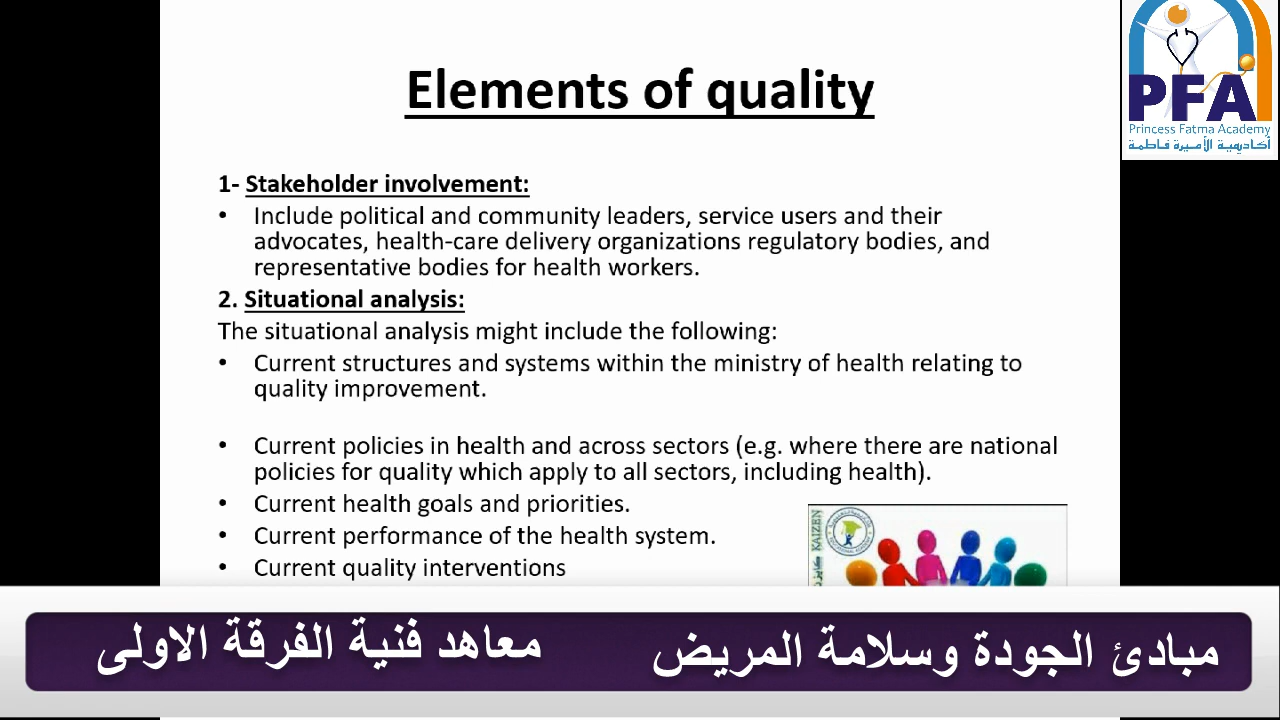 Elements of quality
PFA
Princess Fatma Academy
أكاديمية الأميرة فاطمة
1- Stakeholder involvement:
• Include political and community leaders, service users and their
advocates, health-care delivery organizations regulatory bodies, and
representative bodies for health workers.
2. Situational analysis:
The situational analysis might include the following:
• Current structures and systems within the ministry of health relating to
quality improvement.
• Current policies in health and across sectors (e.g. where there are national
policies for quality which apply to all sectors, including health).
• Current health goals and priorities.
• Current performance of the health system.
• Current quality interventions
KAIZEN
مبادئ الجودة وسلامة المريض
معاهد فنية الفرقة الاولى